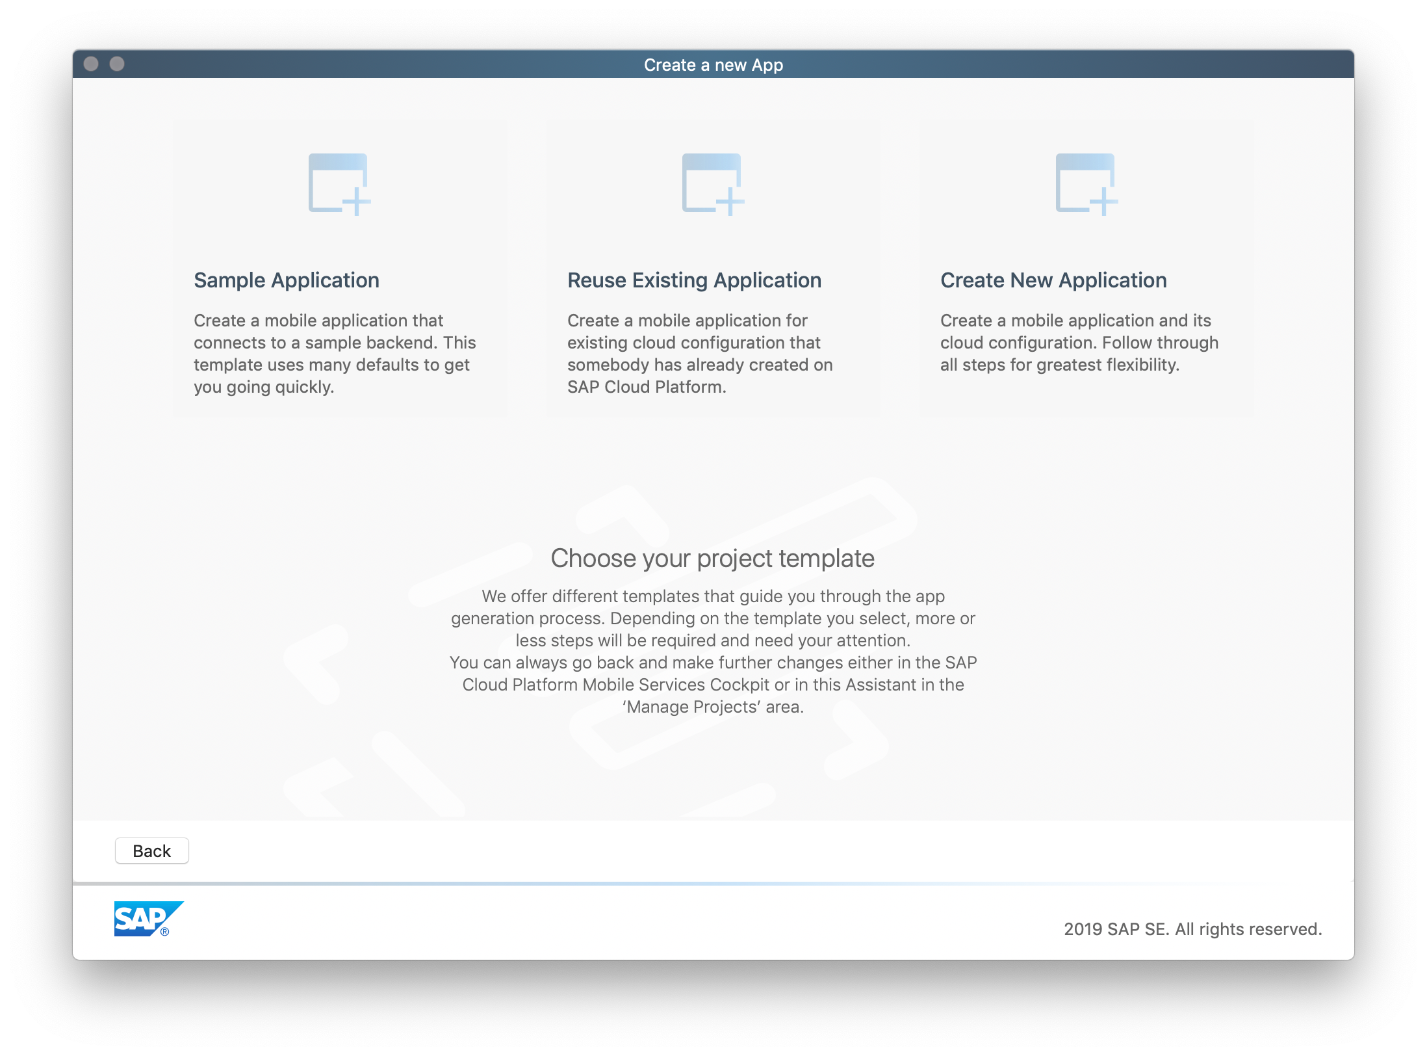 Create a new App
Sample Application
Create a mobile application that
connects to a sample backend. This
template uses many defaults to get
you going quickly.
Reuse Existing Application
Create a mobile application for
existing cloud configuration that
somebody has already created on
SAP Cloud Platform.
Create New Application
Create a mobile application and its
cloud configuration. Follow through
all steps for greatest flexibility.
Choose your project template
We offer different templates that guide you through the app
generation process. Depending on the template you select, more or
less steps will be required and need your attention.
You can always go back and make further changes either in the SAP
Cloud Platform Mobile Services Cockpit or in this Assistant in the
‘Manage Projects’ area.
Back
SAP®
2019 SAP SE. All rights reserved.